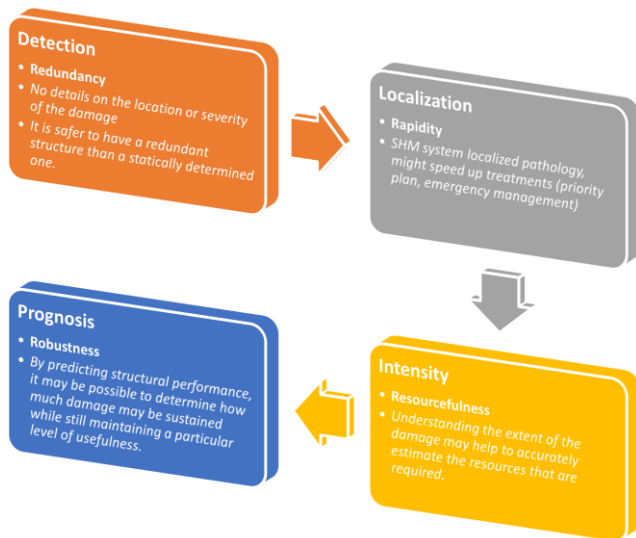 Detection
• Redundancy
• No details on the location or severity
of the damage
• It is safer to have a redundant
structure than a statically determined
one.
Localization
• Rapidity
• SHM system localized pathology,
might speed up treatments (priority
plan, emergency management)
Intensity
• Resourcefulness
• Understanding the extent of the
damage may help to accurately
estimate the resources that are
required.
Prognosis
• Robustness
• By predicting structural performance,
it may be possible to determine how
much damage may be sustained
while still maintaining a particular
level of usefulness.